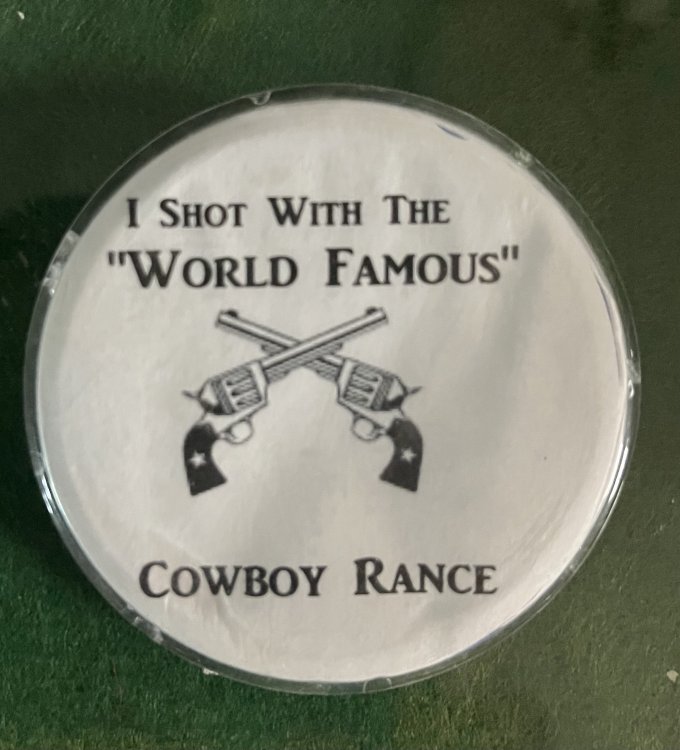 I Shot With The
"World Famous"
Cowboy Rance